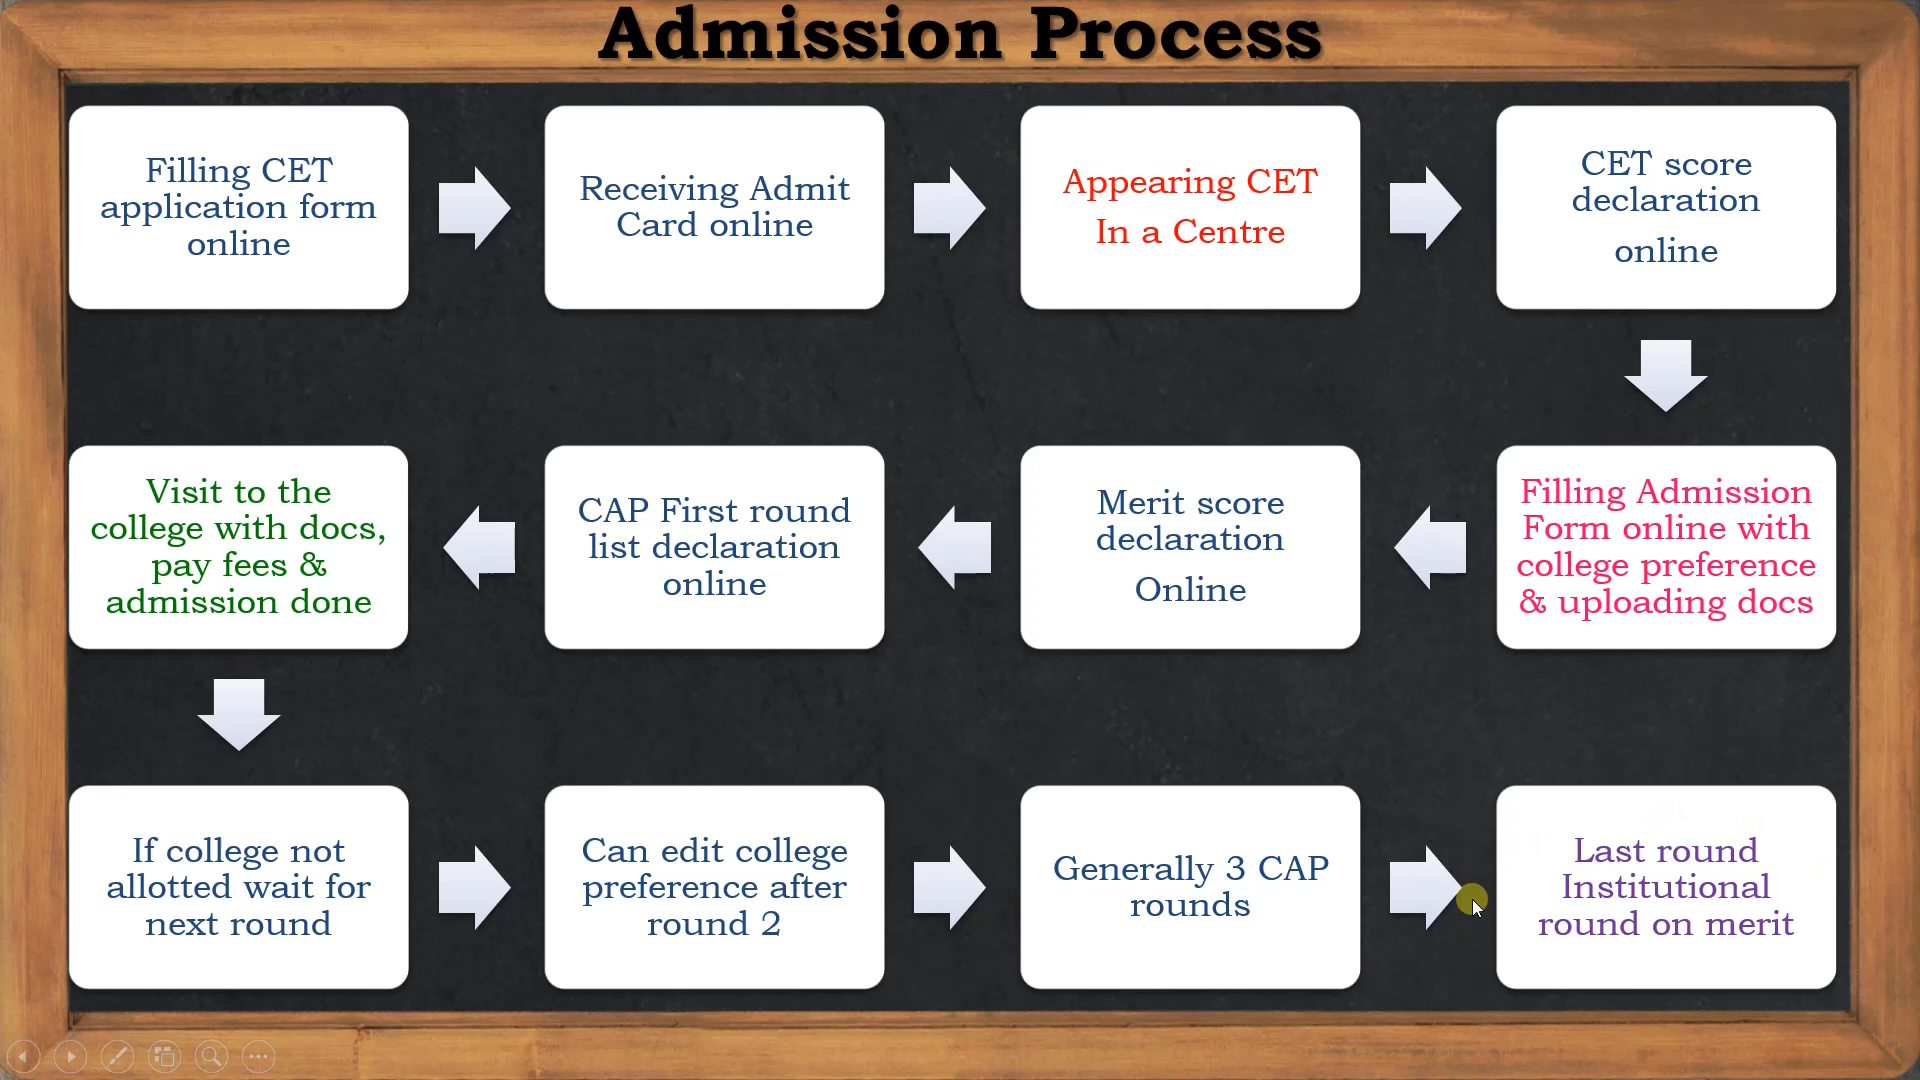 Admission Process
Filling CET
application form
online
Receiving Admit
Card online
Appearing CET
In a Centre
CET score
declaration
online
Filling Admission
Form online with
college preference
& uploading docs
Merit score
declaration
Online
CAP First round
list declaration
online
Visit to the
college with docs,
pay fees &
admission done
If college not
allotted wait for
next round
Can edit college
preference after
round 2
Generally 3 CAP
rounds
Last round
Institutional
round on merit